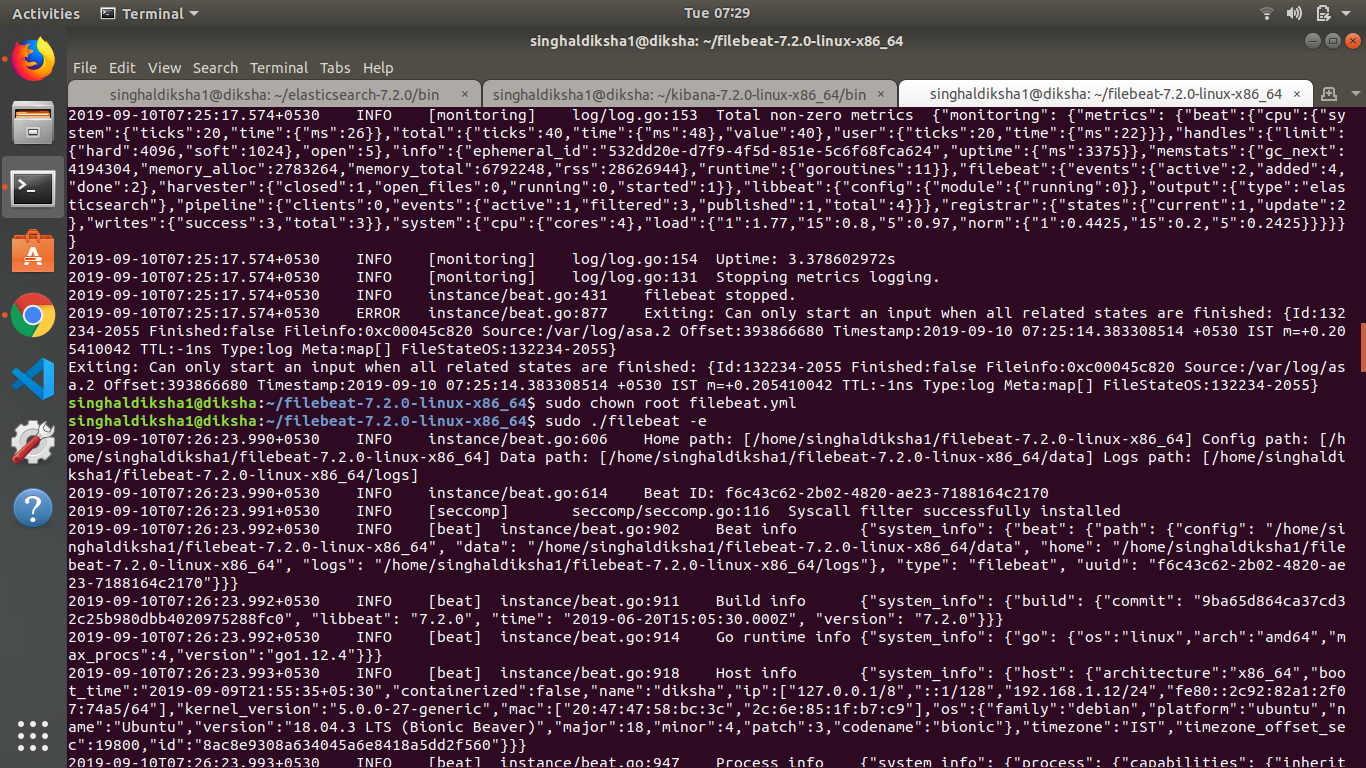 Activities Terminal Tue 07:29
singhaldiksha1@diksha: ~/filebeat-7.2.0-linux-x86_64
File Edit View Search Terminal Tabs Help
singhaldiksha1@diksha: ~/elasticsearch-7.2.0/bin × singhaldiksha1@diksha: ~/kibana-7.2.0-linux-x86_64/bin × singhaldiksha1@diksha: ~/filebeat-7.2.0-linux-x86_64 ×
2019-09-10T07:25:17.574+0530 INFO [monitoring] log/log.go:153 Total non-zero metrics {"monitoring": {"metrics": {"beat":{"cpu":{"sy
stem":{"ticks":20,"time":{"ms":26}},"total":{"ticks":40,"time":{"ms":48},"value":40},"user":{"ticks":20,"time":{"ms":22}}},"handles":{"limit":
{"hard":4096,"soft":1024},"open":5},"info":{"ephemeral_id":"532dd20e-d7f9-4f5d-851e-5c6f68fca624","uptime":{"ms":3375}},"memstats":{"gc_next":
4194304,"memory_alloc":2783264,"memory_total":6792248,"rss":28626944},"runtime":{"goroutines":11}},"filebeat":{"events":{"active":2,"added":4,
"done":2},"harvester":{"closed":1,"open_files":0,"running":0,"started":1}},"libbeat":{"config":{"module":{"running":0}},"output":{"type":"elas
ticsearch"},"pipeline":{"clients":0,"events":{"active":1,"filtered":3,"published":1,"total":4}}},"registrar":{"states":{"current":1,"update":2
},"writes":{"success":3,"total":3}},"system":{"cpu":{"cores":4},"load":{"1":1.77,"15":0.8,"5":0.97,"norm":{"1":0.4425,"15":0.2,"5":0.2425}}}}}
}
2019-09-10T07:25:17.574+0530 INFO [monitoring] log/log.go:154 Uptime: 3.378602972s
2019-09-10T07:25:17.574+0530 INFO [monitoring] log/log.go:131 Stopping metrics logging.
2019-09-10T07:25:17.574+0530 INFO instance/beat.go:431 filebeat stopped.
2019-09-10T07:25:17.574+0530 ERROR instance/beat.go:877 Exiting: Can only start an input when all related states are finished: {Id:132
234-2055 Finished:false Fileinfo:0xc00045c820 Source:/var/log/asa.2 Offset:393866680 Timestamp:2019-09-10 07:25:14.383308514 +0530 IST m=+0.20
5410042 TTL:-1ns Type:log Meta:map[] FileStateOS:132234-2055}
Exiting: Can only start an input when all related states are finished: {Id:132234-2055 Finished:false Fileinfo:0xc00045c820 Source:/var/log/as
a.2 Offset:393866680 Timestamp:2019-09-10 07:25:14.383308514 +0530 IST m=+0.205410042 TTL:-1ns Type:log Meta:map[] FileStateOS:132234-2055}
singhaldiksha1@diksha:~/filebeat-7.2.0-linux-x86_64$ sudo chown root filebeat.yml
singhaldiksha1@diksha:~/filebeat-7.2.0-linux-x86_64$ sudo ./filebeat -e
2019-09-10T07:26:23.990+0530 INFO instance/beat.go:606 Home path: [/home/singhaldiksha1/filebeat-7.2.0-linux-x86_64] Config path: [/h
ome/singhaldiksha1/filebeat-7.2.0-linux-x86_64] Data path: [/home/singhaldiksha1/filebeat-7.2.0-linux-x86_64/data] Logs path: [/home/singhaldi
ksha1/filebeat-7.2.0-linux-x86_64/logs]
2019-09-10T07:26:23.990+0530 INFO instance/beat.go:614 Beat ID: f6c43c62-2b02-4820-ae23-7188164c2170
2019-09-10T07:26:23.991+0530 INFO [seccomp] seccomp/seccomp.go:116 Syscall filter successfully installed
2019-09-10T07:26:23.992+0530 INFO [beat] instance/beat.go:902 Beat info {"system_info": {"beat": {"path": {"config": "/home/si
nghaldiksha1/filebeat-7.2.0-linux-x86_64", "data": "/home/singhaldiksha1/filebeat-7.2.0-linux-x86_64/data", "home": "/home/singhaldiksha1/file
beat-7.2.0-linux-x86_64", "logs": "/home/singhaldiksha1/filebeat-7.2.0-linux-x86_64/logs"}, "type": "filebeat", "uuid": "f6c43c62-2b02-4820-ae
23-7188164c2170"}}}
2019-09-10T07:26:23.992+0530 INFO [beat] instance/beat.go:911 Build info {"system_info": {"build": {"commit": "9ba65d864ca37cd3
2c25b980dbb4020975288fc0", "libbeat": "7.2.0", "time": "2019-06-20T15:05:30.000Z", "version": "7.2.0"}}}
2019-09-10T07:26:23.992+0530 INFO [beat] instance/beat.go:914 Go runtime info {"system_info": {"go": {"os":"linux","arch":"amd64","m
ax_procs":4,"version":"go1.12.4"}}}
2019-09-10T07:26:23.993+0530 INFO [beat] instance/beat.go:918 Host info {"system_info": {"host": {"architecture":"x86_64","boo
t_time":"2019-09-09T21:55:35+05:30","containerized":false,"name":"diksha","ip":["127.0.0.1/8","::1/128","192.168.1.12/24","fe80::2c92:82a1:2f0
7:74a5/64"],"kernel_version":"5.0.0-27-generic","mac":["20:47:47:58:bc:3c","2c:6e:85:1f:b7:c9"],"os":{"family":"debian","platform":"ubuntu","n
ame":"Ubuntu","version":"18.04.3 LTS (Bionic Beaver)","major":18,"minor":4,"patch":3,"codename":"bionic"},"timezone":"IST","timezone_offset_se
c":19800,"id":"8ac8e9308a634045a6e8418a5dd2f560"}}}
2019-09-10T07:26:23.993+0530 INFO [beat] instance/beat.go:947 Process info {"system_info": {"process": {"capabilities": {"inherit